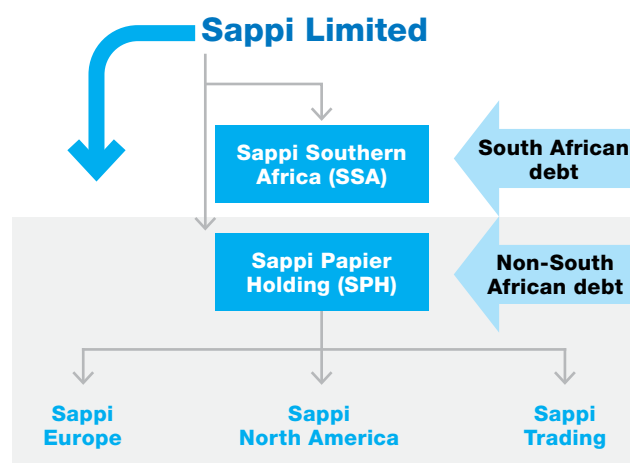 Sappi Limited
Sappi Southern
Africa (SSA)
South African
debt
Sappi Papier
Holding (SPH)
Non-South
African debt
Sappi
Europe
Sappi
North America
Sappi
Trading